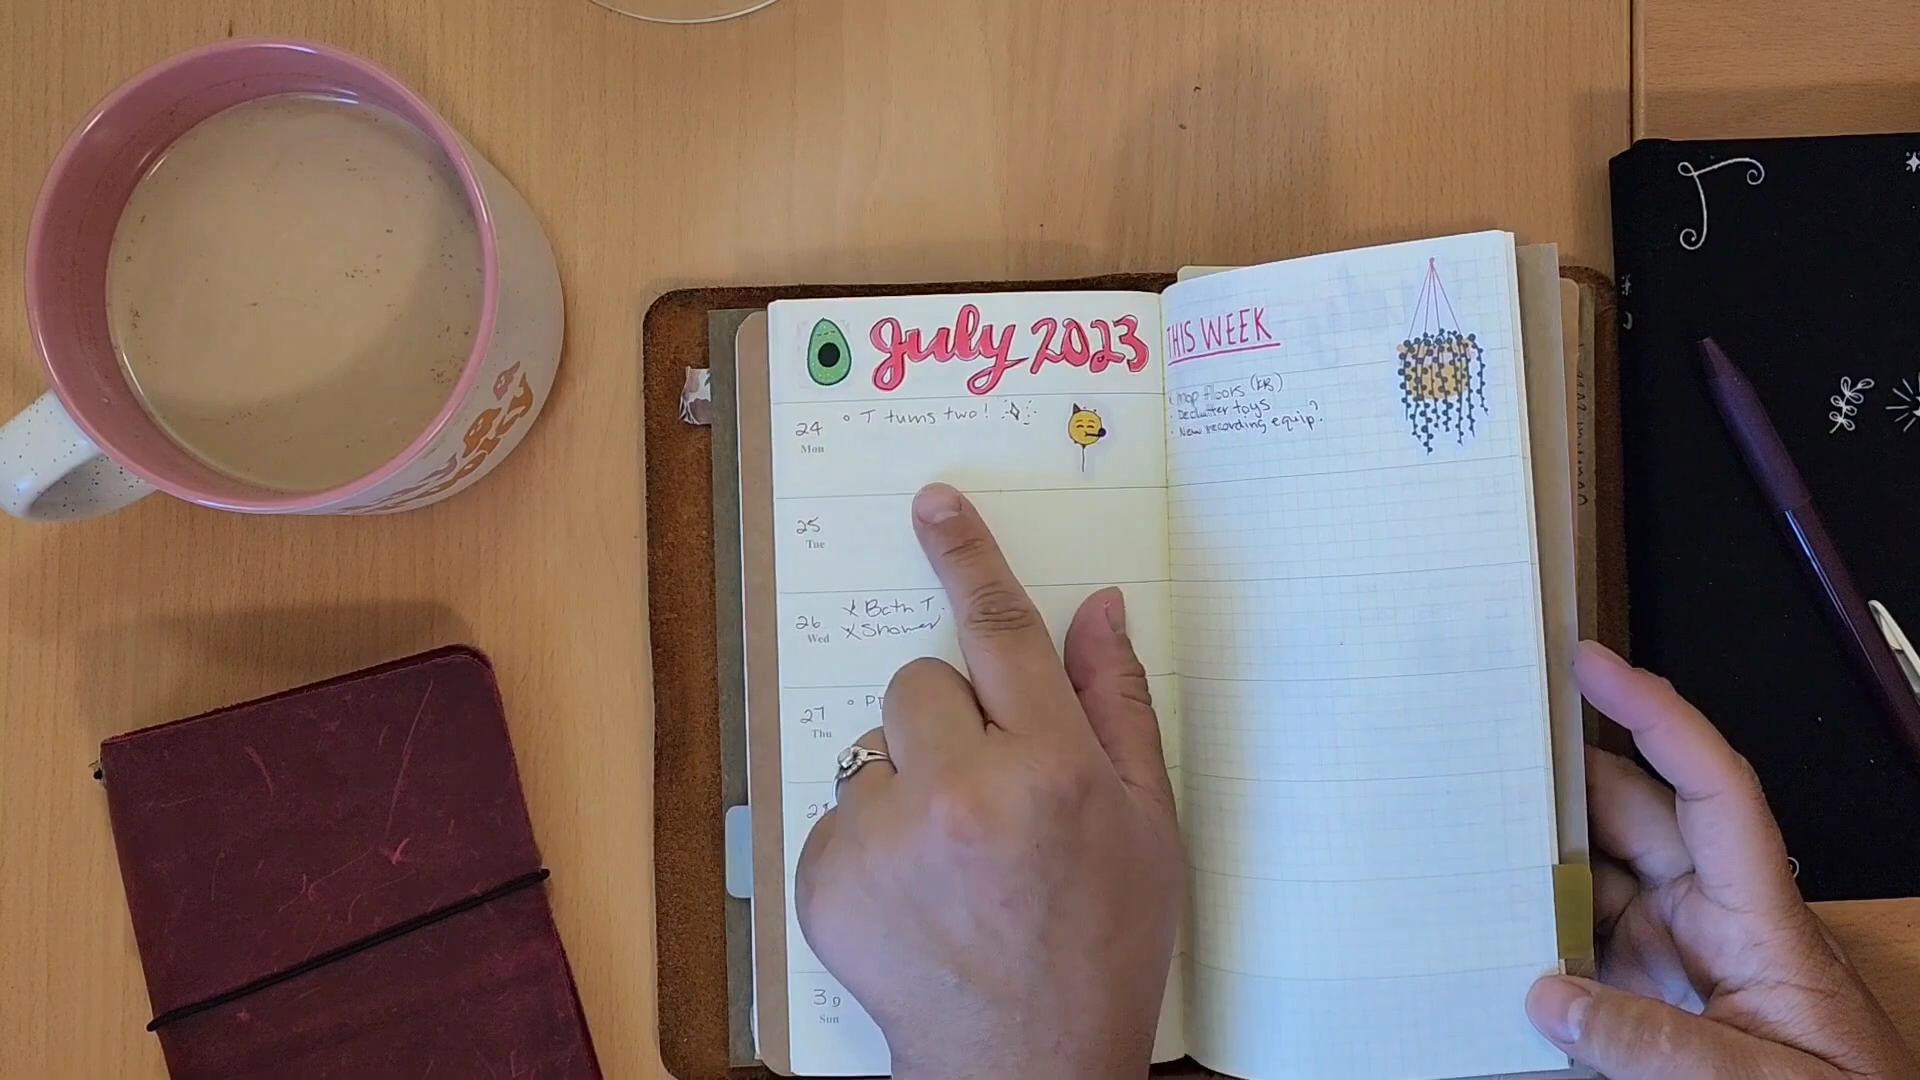 July 2023
24
Mon
° T turns two!
25
Tue
26
Wed
x Bath T.
x Shower
27
Thu
30
Sun
THIS WEEK
x Mop floors (KB)
· Declutter toys
· New recording equip?